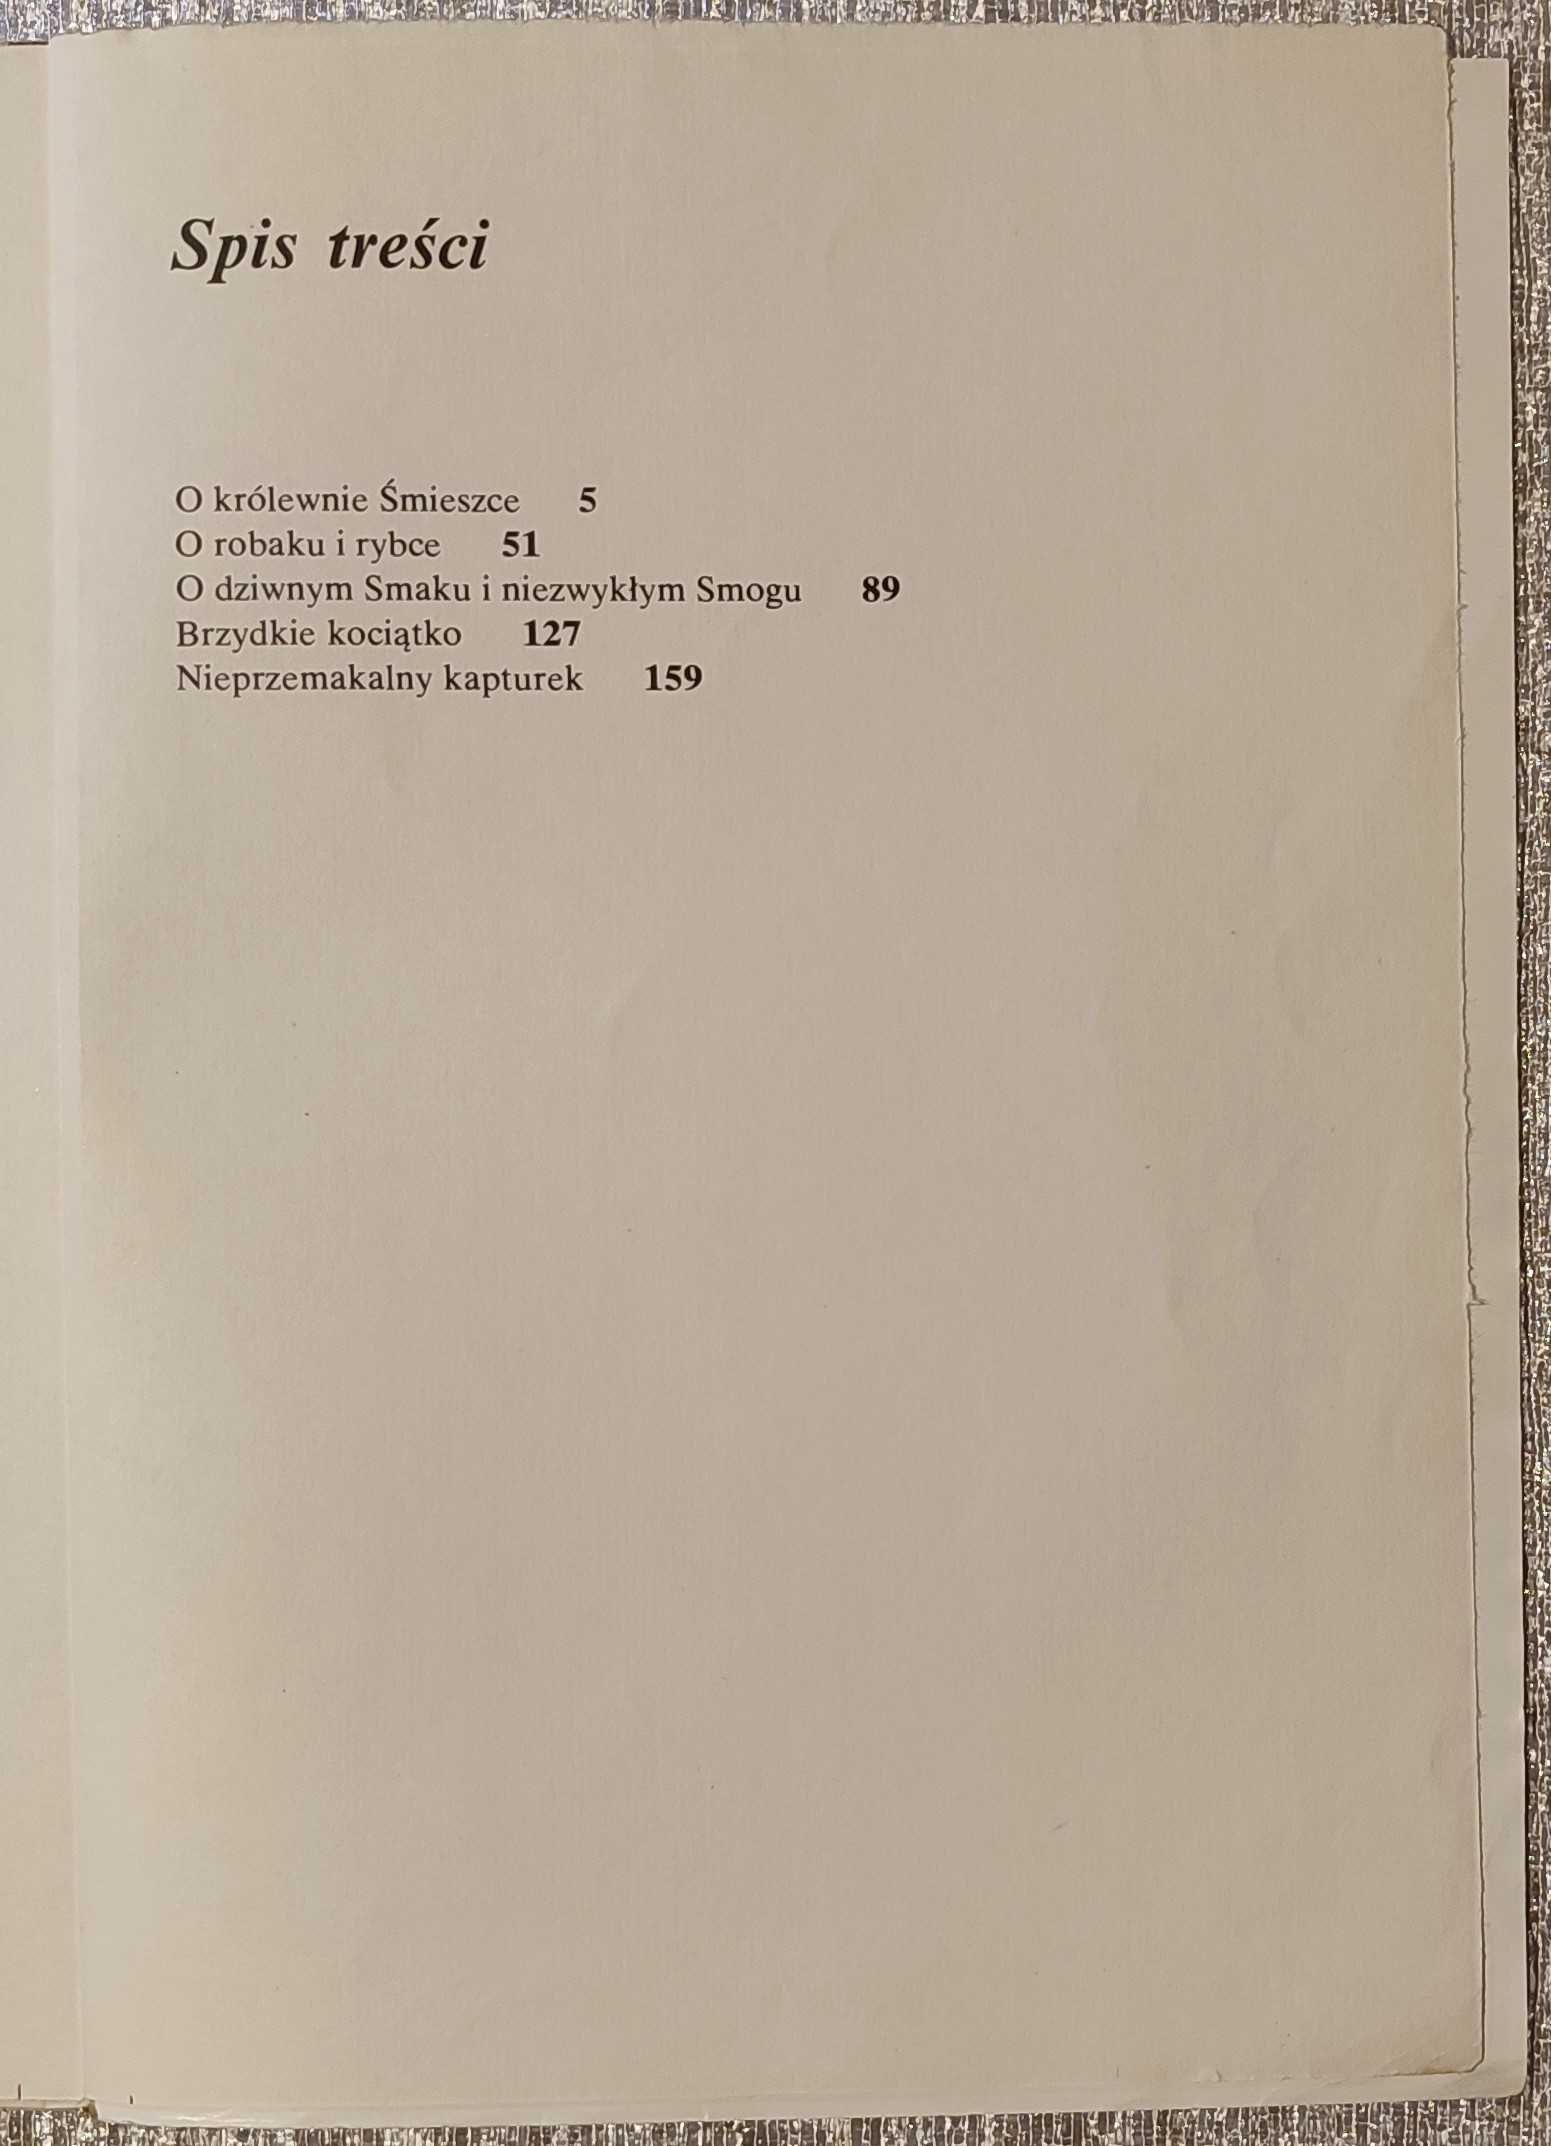 Spis treści
O królewnie Śmieszce 5
O robaku i rybce 51
O dziwnym Smaku i niezwykłym Smogu 89
Brzydkie kociątko 127
Nieprzemakalny kapturek 159